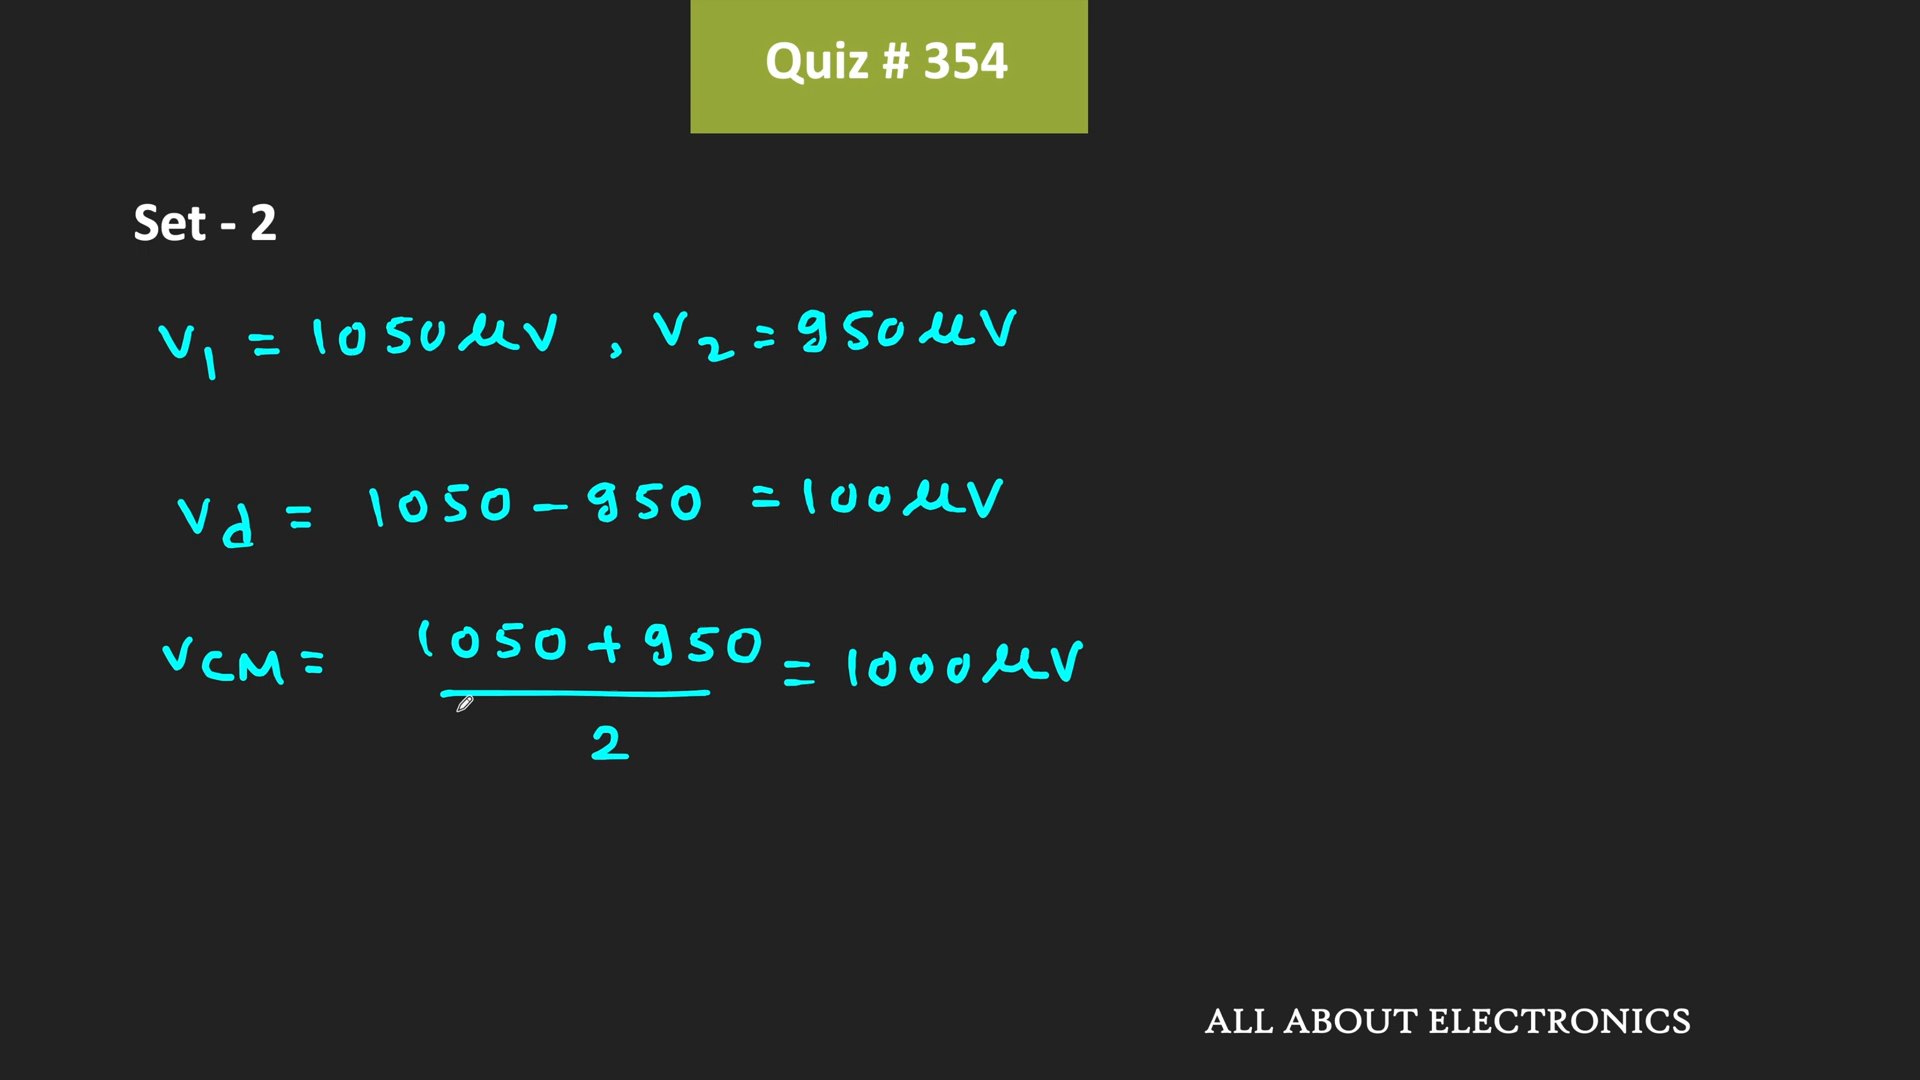 Quiz # 354
Set - 2
V1 = 1050 μV , V2 = 950 μV
Vd = 1050 - 950 = 100 μV
VCM = 1050 + 950 / 2 = 1000 μV
ALL ABOUT ELECTRONICS